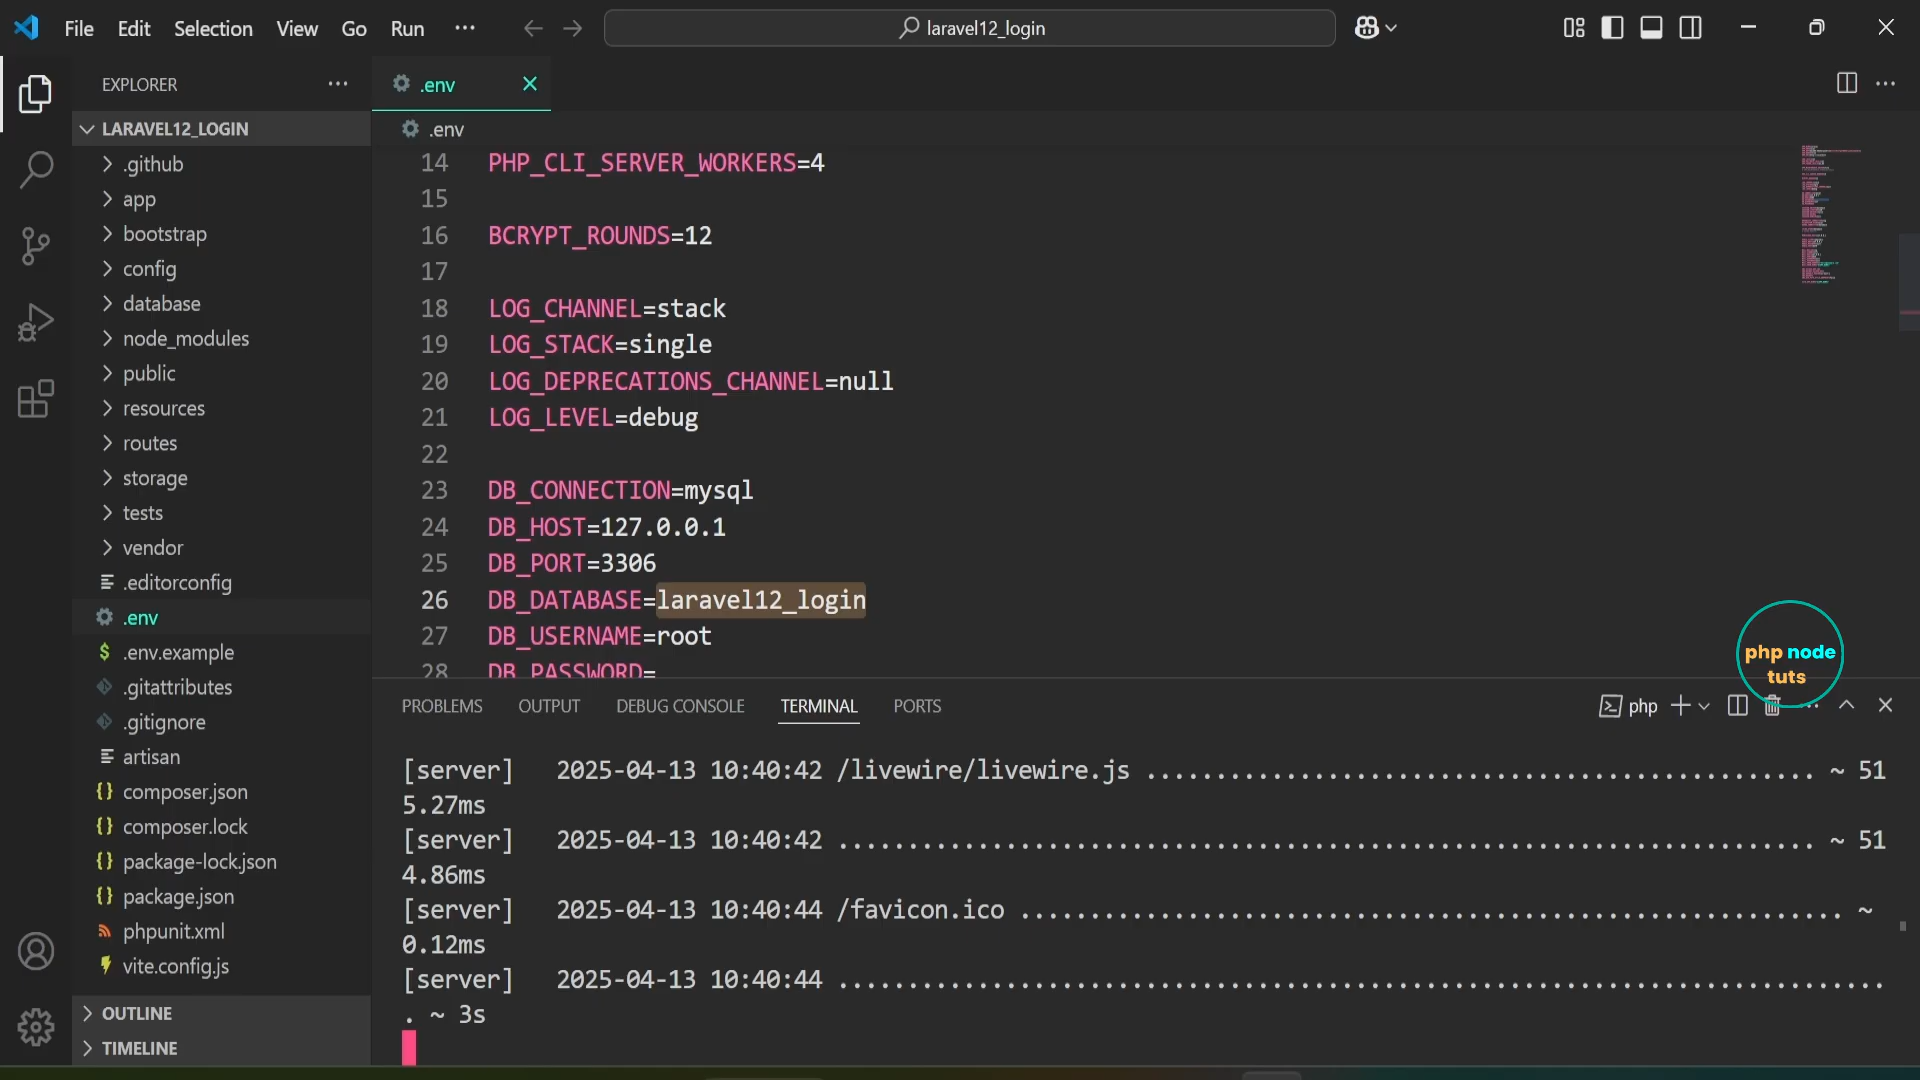 File Edit Selection View Go Run ...
laravel12_login
EXPLORER
.env
LARAVEL12_LOGIN
.github
app
bootstrap
config
database
node_modules
public
resources
routes
storage
tests
vendor
.editorconfig
.env
.env.example
.gitattributes
.gitignore
artisan
composer.json
composer.lock
package-lock.json
package.json
phpunit.xml
vite.config.js
OUTLINE
TIMELINE
.env
14 PHP_CLI_SERVER_WORKERS=4
15
16 BCRYPT_ROUNDS=12
17
18 LOG_CHANNEL=stack
19 LOG_STACK=single
20 LOG_DEPRECATIONS_CHANNEL=null
21 LOG_LEVEL=debug
22
23 DB_CONNECTION=mysql
24 DB_HOST=127.0.0.1
25 DB_PORT=3306
26 DB_DATABASE=laravel12_login
27 DB_USERNAME=root
28 DB_PASSWORD=
php node
tuts
PROBLEMS OUTPUT DEBUG CONSOLE TERMINAL PORTS
php
[server] 2025-04-13 10:40:42 /livewire/livewire.js ................................................ ~ 51
5.27ms
[server] 2025-04-13 10:40:42 ...................................................................... ~ 51
4.86ms
[server] 2025-04-13 10:40:44 /favicon.ico ........................................................... ~
0.12ms
[server] 2025-04-13 10:40:44 ...........................................................................
. ~ 3s